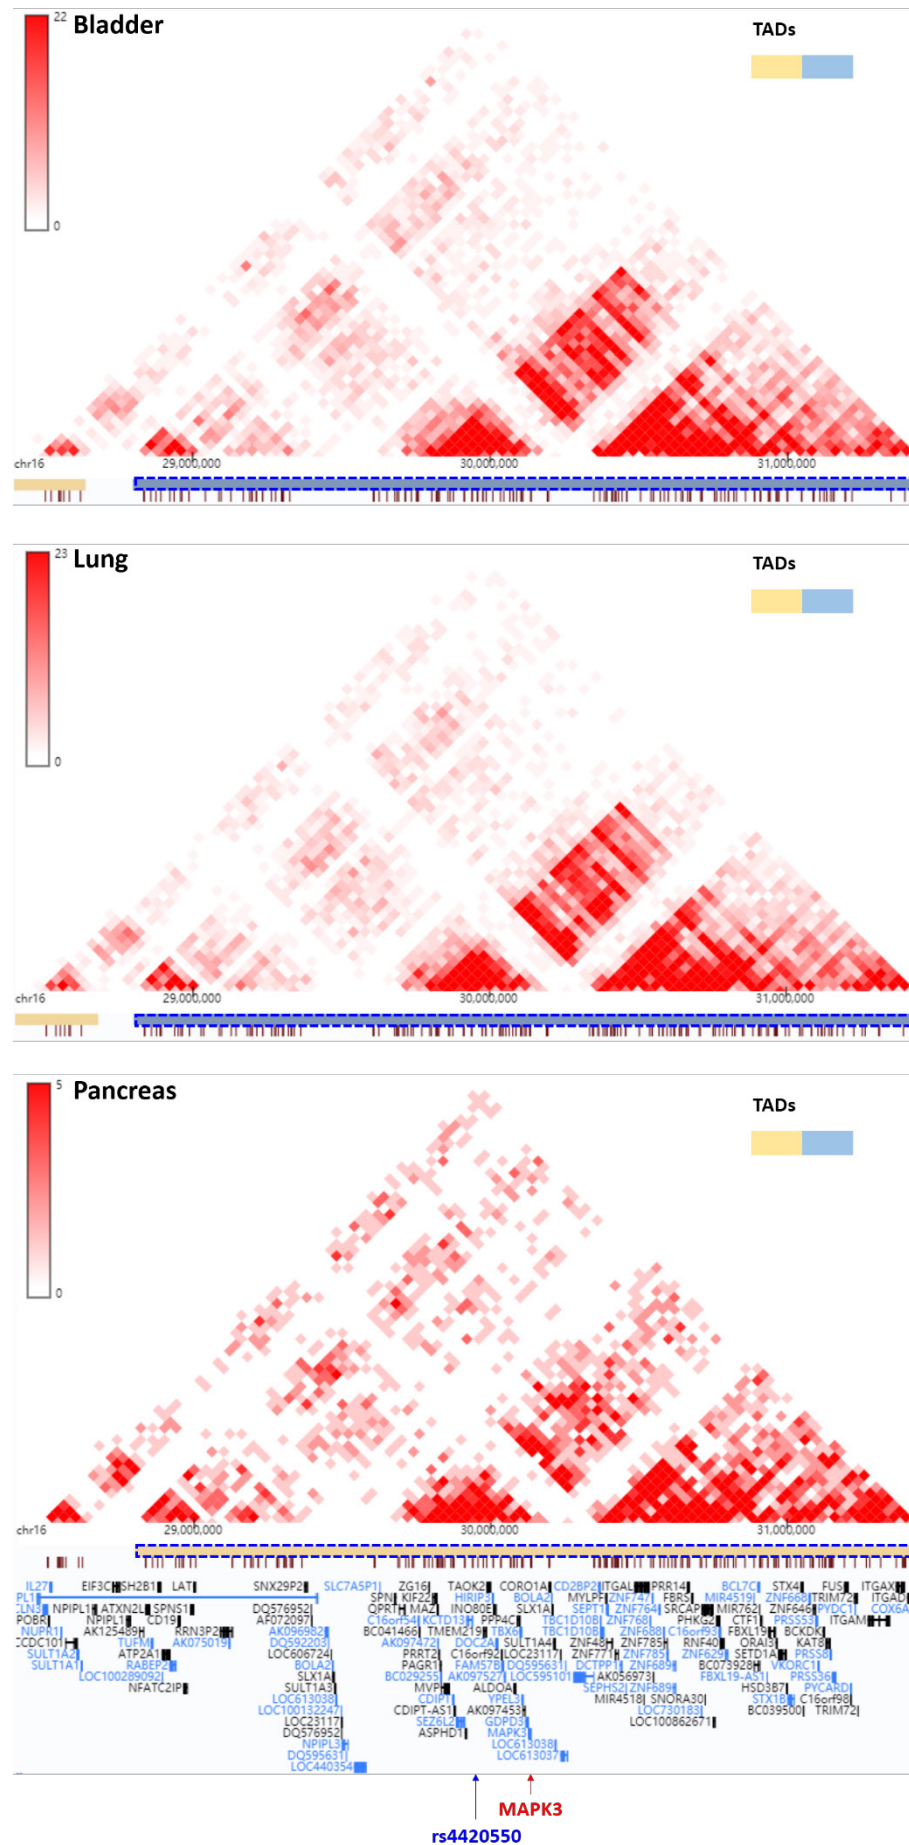 22
Bladder
TADs
0
chr16
29,000,000 30,000,000 31,000,000
23
Lung
TADs
0
chr16
29,000,000 30,000,000 31,000,000
5
Pancreas
TADs
0
chr16
29,000,000 30,000,000 31,000,000
IL27 EIF3C SH2B1 LAT SNX29P2 SLC7A5P1 ZG16 TAOK2 CORO1A CD2BP2 ITGAL PRR14 BCL7C STX4 FUS ITGAX
PL1 SPN KIF22 HIRIP3 BOLA2 MYLPF ZNF747 FBRS MIR4519 ZNF668 TRIM72 ITGAD
CLN3 NPIPL1 ATXN2L SPNS1 DQ576952 QPRT MAZ INO80E SLX1A SEPT1 ZNF764 SRCAP MIR762 ZNF646 PYDC1 COX6A
POBR NPIPL1 CD19 AF072097 C16orf54 KCTD13 PPP4C TBC1D10B ZNF768 PHKG2 CTF1 PRSS53 ITGAM
NUPR1 AK125489 RRN3P2 AK096982 BC041466 TMEM219 TBX6 TBC1D10B ZNF688 C16orf93 FBXL19 BCKDK
CCDC101 TUFM AK075019 DQ592203 AK097472 DOC2A SULT1A4 ZNF48 ZNF785 RNF40 ORAI3 KAT8
SULT1A2 ATP2A1 LOC606724 PRRT2 C16orf92 LOC23117 ZNF771 ZNF785 ZNF629 SETD1A PRSS8
SULT1A1 RABEP2 BOLA2 PAGR1 FAM57B DQ595631 DCTPP1 ZNF689 BC073928 VKORC1
LOC100289092 SLX1A BC029255 AK097527 LOC595101 AK056973 FBXL19-AS1 PRSS36
NFATC2IP SULT1A3 MVP ALDOA SEPHS2 ZNF689 HSD3B7 PYCARD
LOC613038 CDIPT YPEL3 MIR4518 SNORA30 STX1B C16orf98
LOC100132247 CDIPT-AS1 AK097453 LOC730183 BC039500 TRIM72
LOC23117 SEZ6L2 GDPD3 LOC100862671
DQ576952 ASPHD1 MAPK3
NPIPL3 LOC613038
DQ595631 LOC613037
LOC440354
MAPK3
rs4420550